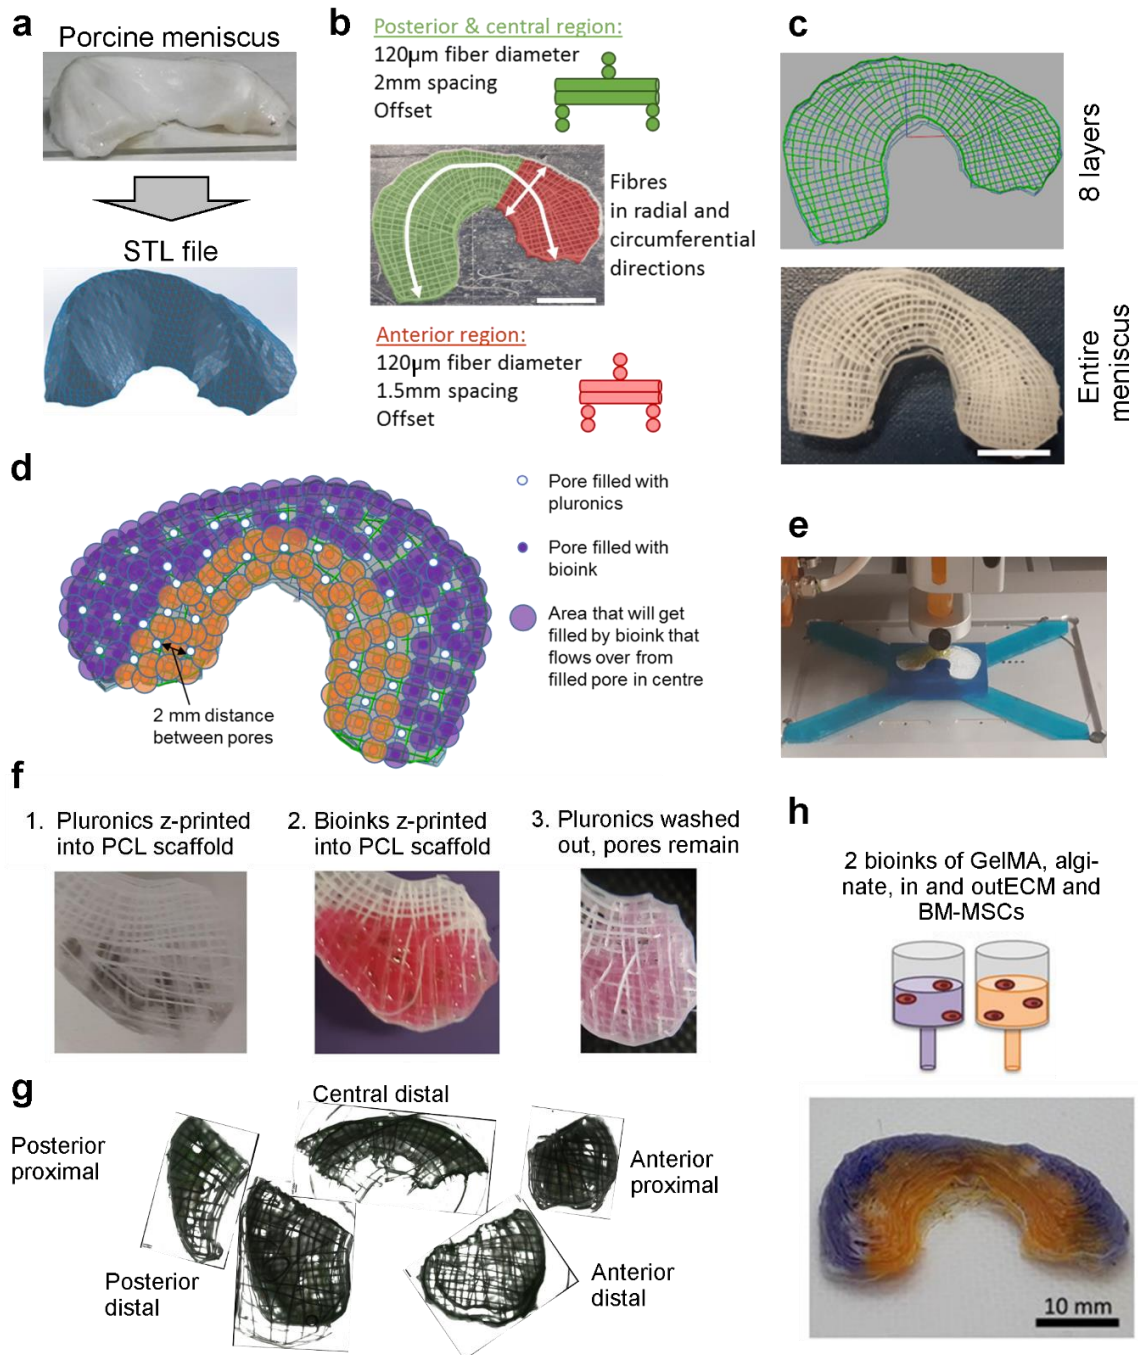 a
Porcine meniscus
STL file
b
Posterior & central region:
120µm fiber diameter
2mm spacing
Offset
Fibres
in radial and
circumferential
directions
Anterior region:
120µm fiber diameter
1.5mm spacing
Offset
c
8 layers
Entire
meniscus
d
Pore filled with
pluronics
Pore filled with
bioink
Area that will get
filled by bioink that
flows over from
filled pore in centre
2 mm distance
between pores
e
f
1. Pluronics z-printed
into PCL scaffold
2. Bioinks z-printed
into PCL scaffold
3. Pluronics washed
out, pores remain
g
Central distal
Posterior
proximal
Anterior
proximal
Posterior
distal
Anterior
distal
h
2 bioinks of GelMA, algi-
nate, in and outECM and
BM-MSCs
10 mm